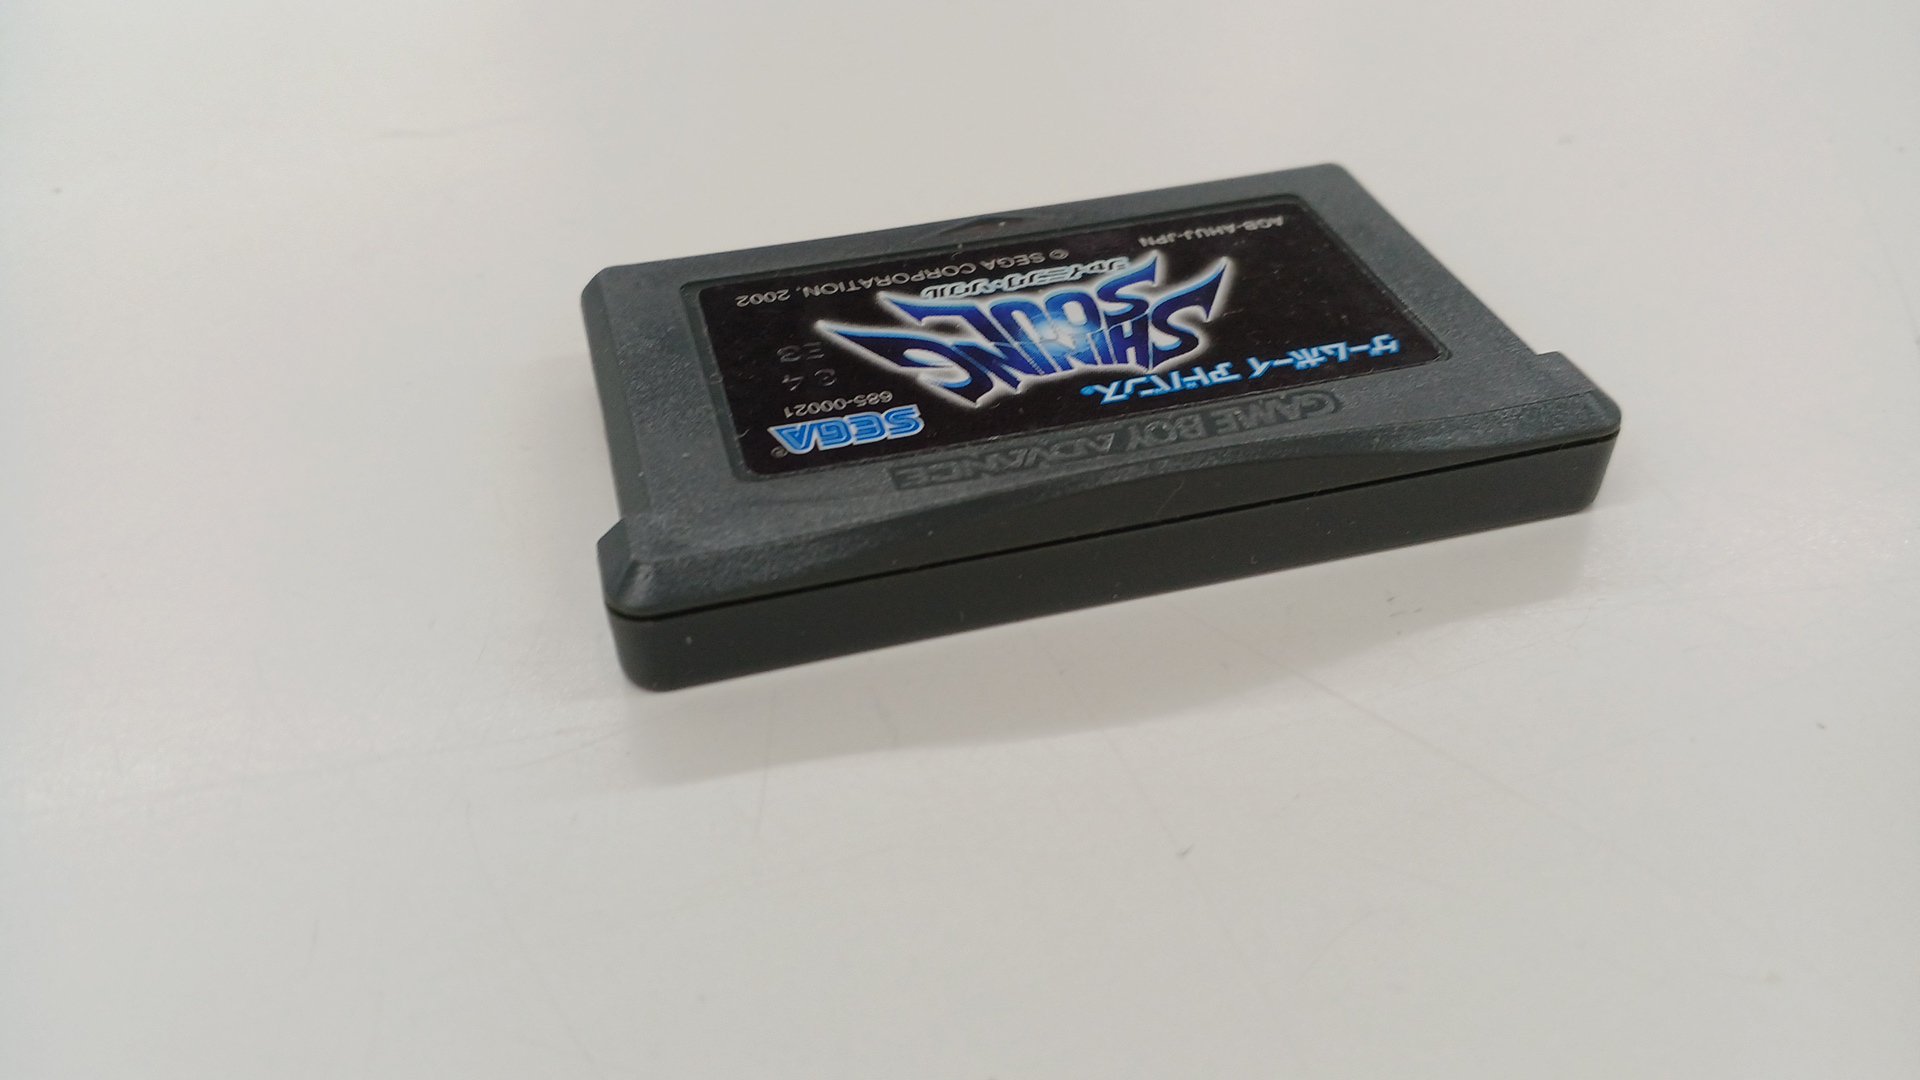 GAME BOY ADVANCE
ゲームボーイアドバンス®
SEGA®
685-00021
SHINING
SOUL
シャイニング・ソウル
AGB-AHUJ-JPN
© SEGA CORPORATION, 2002